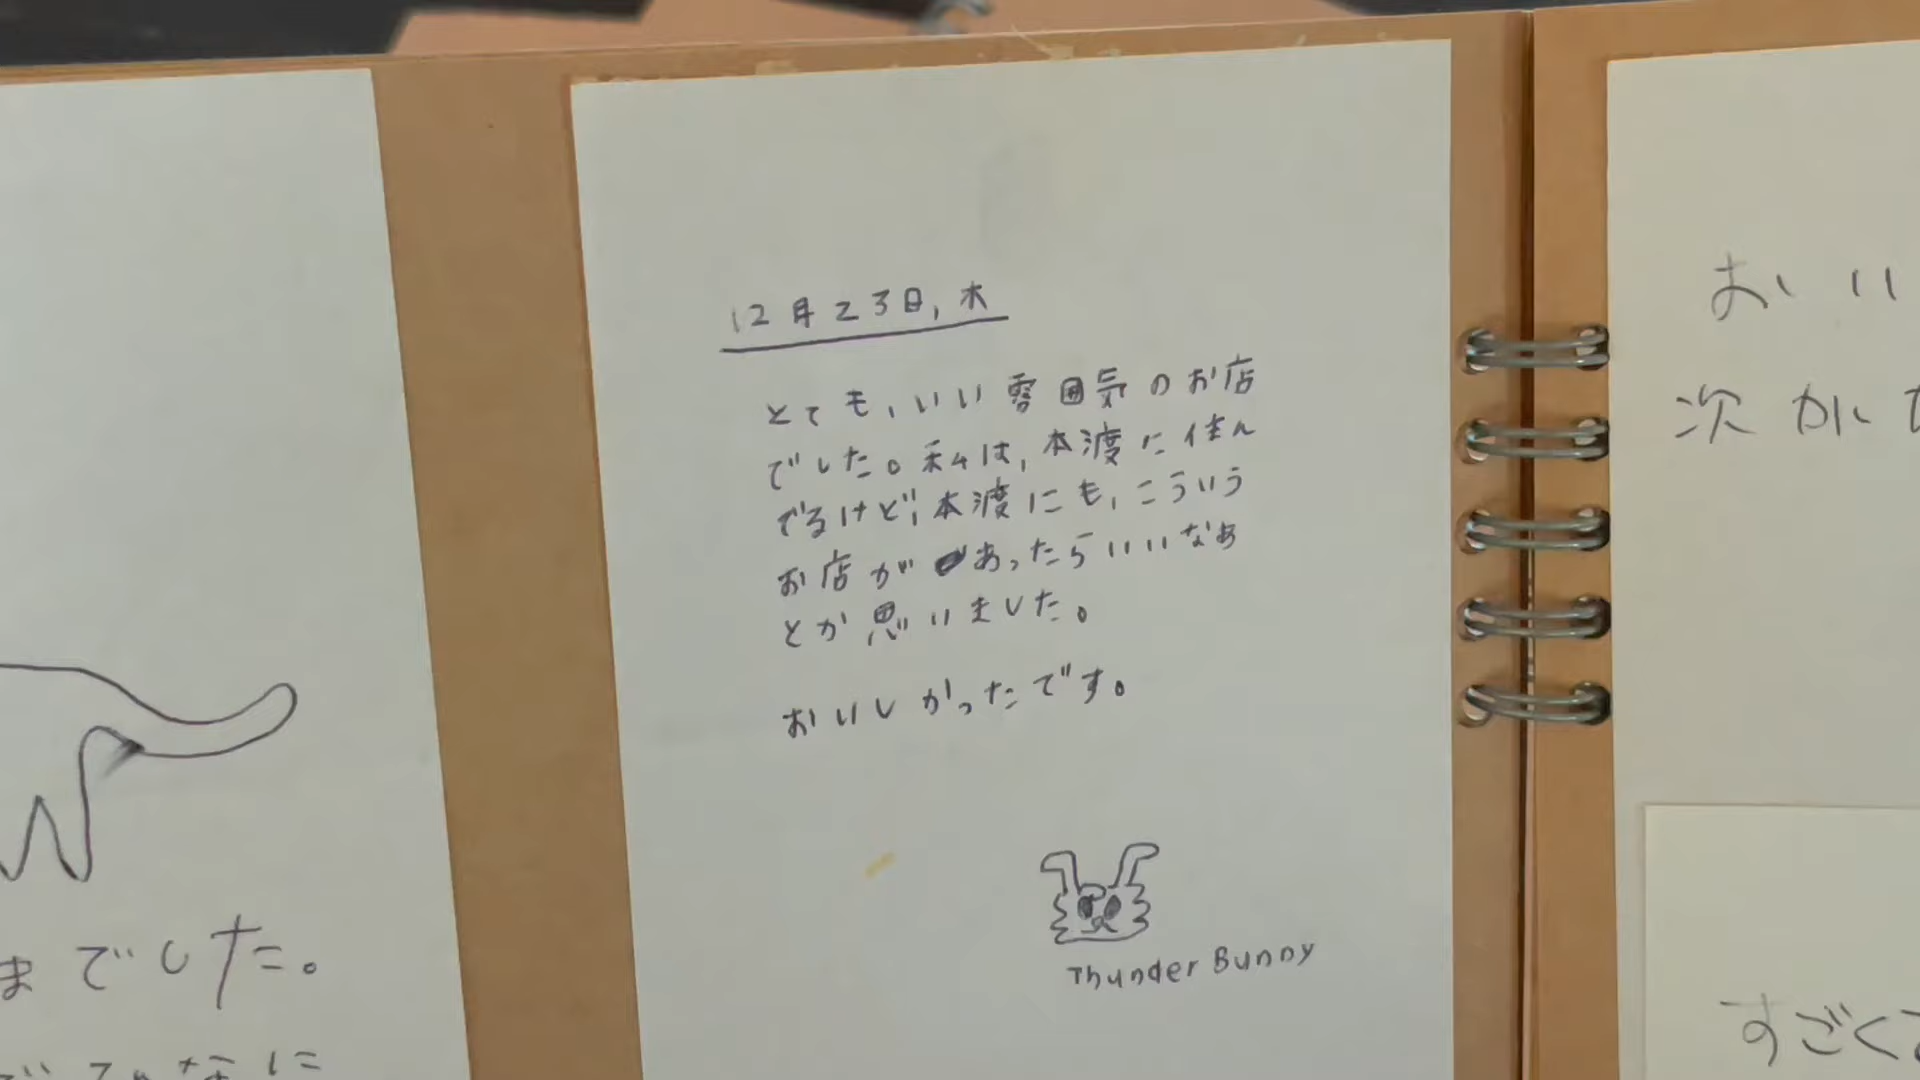 までした。
12月23日,木
とても,いい雰囲気のお店
でした。私は,本渡に住ん
でるけど,本渡にも,こういう
お店があったらいいなぁ
とか思いました。
おいしかったです。
Thunder Bunny
おいし
次かい
すごく